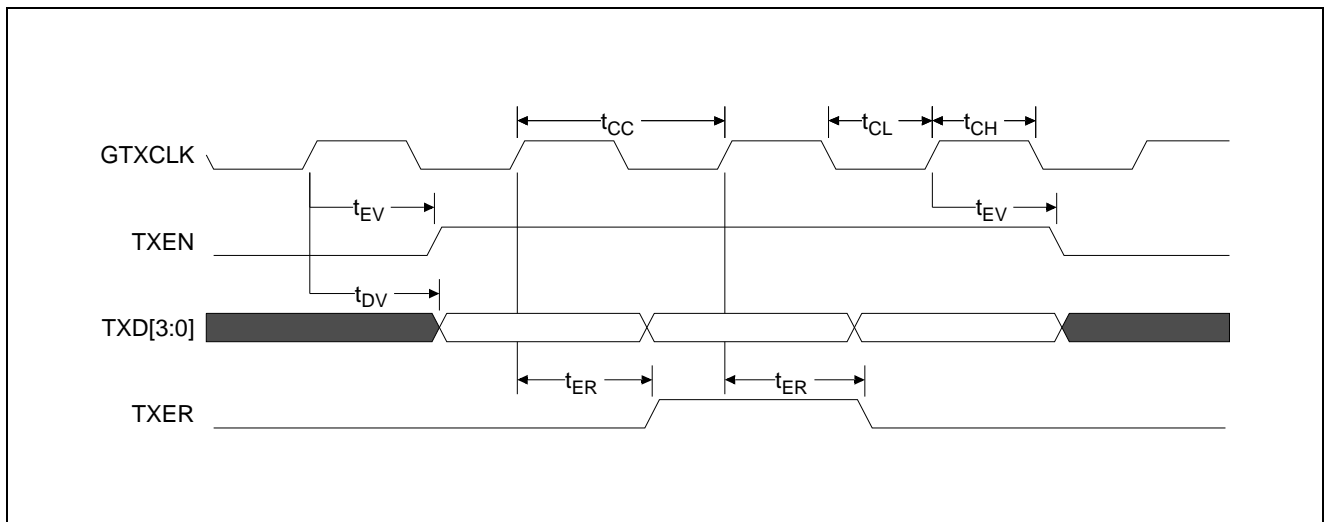 tCC
tCL
tCH
GTXCLK
tEV
tEV
TXEN
tDV
TXD[3:0]
tER
tER
TXER